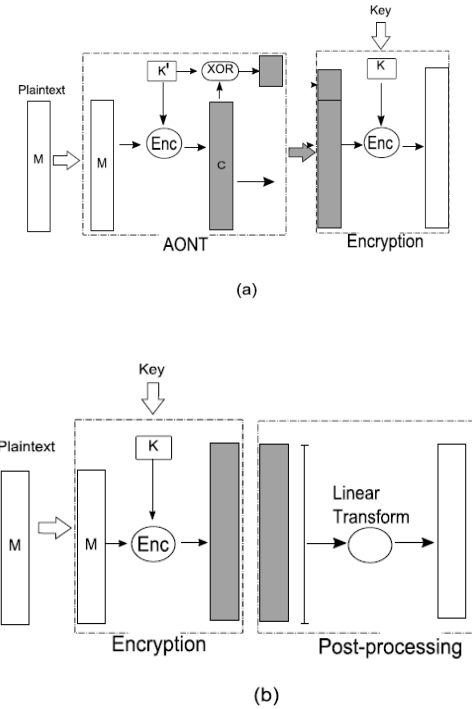 Key
K
K'
XOR
Plaintext
M
M
Enc
C
Enc
AONT
Encryption
(a)
Key
Plaintext
K
M
M
Enc
Linear
Transform
Encryption
Post-processing
(b)